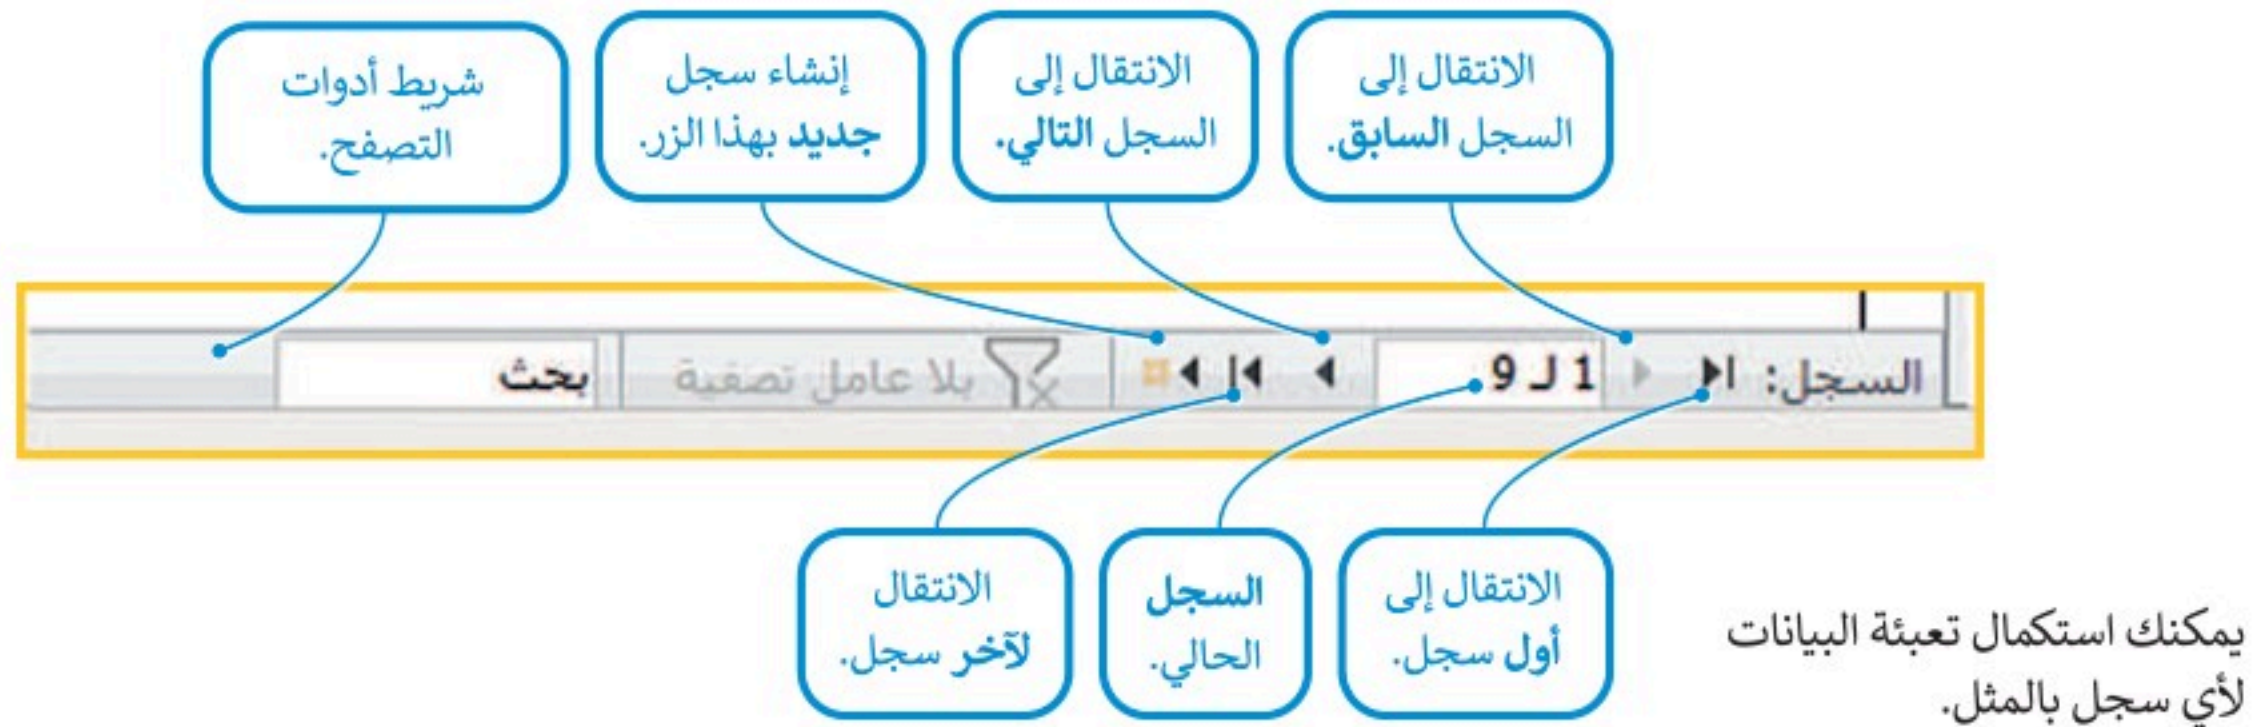 الانتقال إلى
السجل السابق.
الانتقال إلى
السجل التالي.
إنشاء سجل
جديد بهذا الزر.
شريط أدوات
التصفح.
السجل:
1 لـ 9
بلا عامل تصفية
بحث
الانتقال إلى
أول سجل.
السجل
الحالي.
الانتقال
لآخر سجل.
يمكنك استكمال تعبئة البيانات
لأي سجل بالمثل.